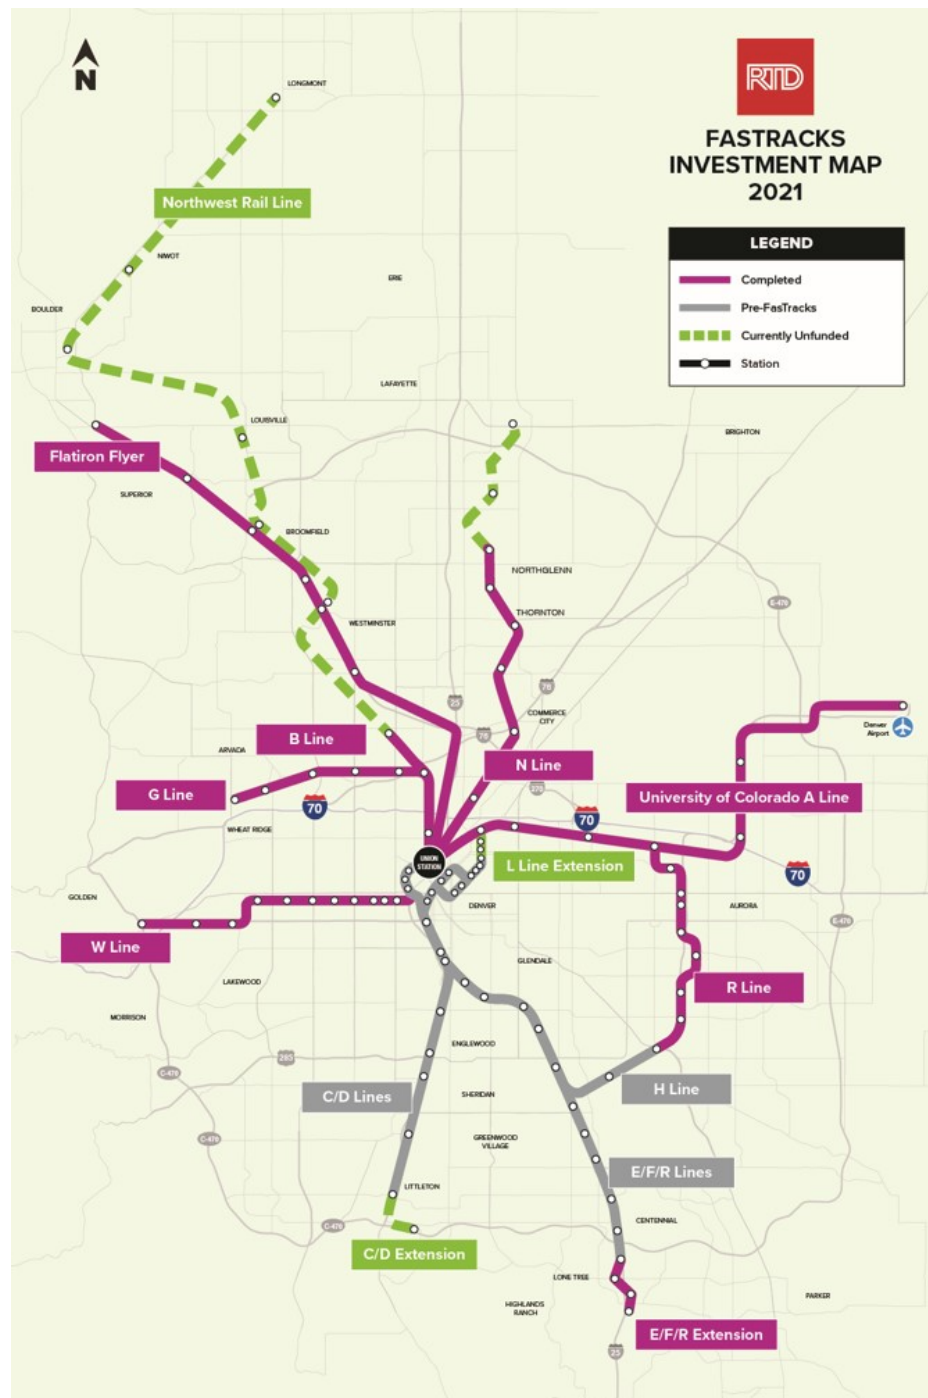 N
RTD
FASTRACKS
INVESTMENT MAP
2021
LEGEND
Completed
Pre-FasTracks
Currently Unfunded
Station
LONGMONT
Northwest Rail Line
NIWOT
ERIE
BOULDER
LAFAYETTE
LOUISVILLE
BRIGHTON
Flatiron Flyer
SUPERIOR
BROOMFIELD
NORTHGLENN
THORNTON
E-470
WESTMINSTER
76
25
COMMERCE
CITY
Denver
Airport
76
B Line
ARVADA
N Line
G Line
270
University of Colorado A Line
70
70
WHEAT RIDGE
UNION
STATION
L Line Extension
70
GOLDEN
DENVER
AURORA
E-470
W Line
GLENDALE
LAKEWOOD
R Line
MORRISON
ENGLEWOOD
285
C-470
C/D Lines
SHERIDAN
H Line
C-470
GREENWOOD
VILLAGE
E/F/R Lines
LITTLETON
CENTENNIAL
C-470
C/D Extension
LONE TREE
PARKER
HIGHLANDS
RANCH
E/F/R Extension
25